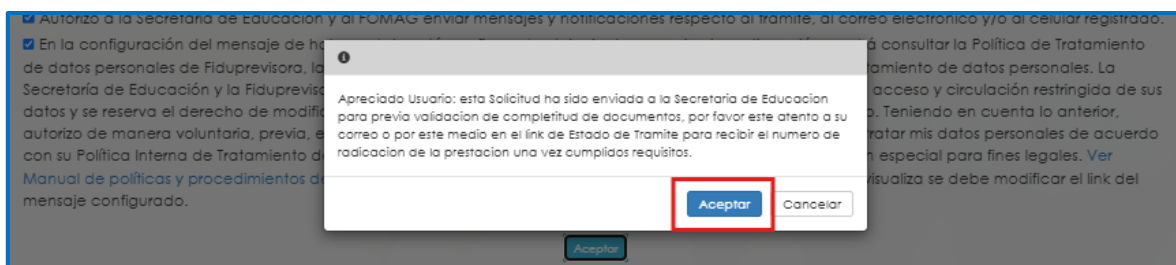 Autorizo a la Secretaría de Educación y al FOMAG enviar mensajes y notificaciones respecto al trámite, al correo electrónico y/o al celular registrado.
En la configuración del mensaje de
á consultar la Política de Tratamiento
de datos personales de Fiduprevisora, la
tamiento de datos personales. La
Secretaría de Educación y la Fiduprevis
acceso y circulación restringida de sus
datos y se reserva el derecho de modifi
o. Teniendo en cuenta lo anterior,
autorizo de manera voluntaria, previa, e
ratar mis datos personales de acuerdo
con su Política Interna de Tratamiento d
n especial para fines legales. Ver
Manual de políticas y procedimientos d
visualiza se debe modificar el link del
mensaje configurado.
Apreciado Usuario: esta Solicitud ha sido enviada a la Secretaria de Educacion
para previa validacion de completitud de documentos, por favor este atento a su
correo o por este medio en el link de Estado de Tramite para recibir el numero de
radicacion de la prestacion una vez cumplidos requisitos.
Aceptar Cancelar
Aceptar